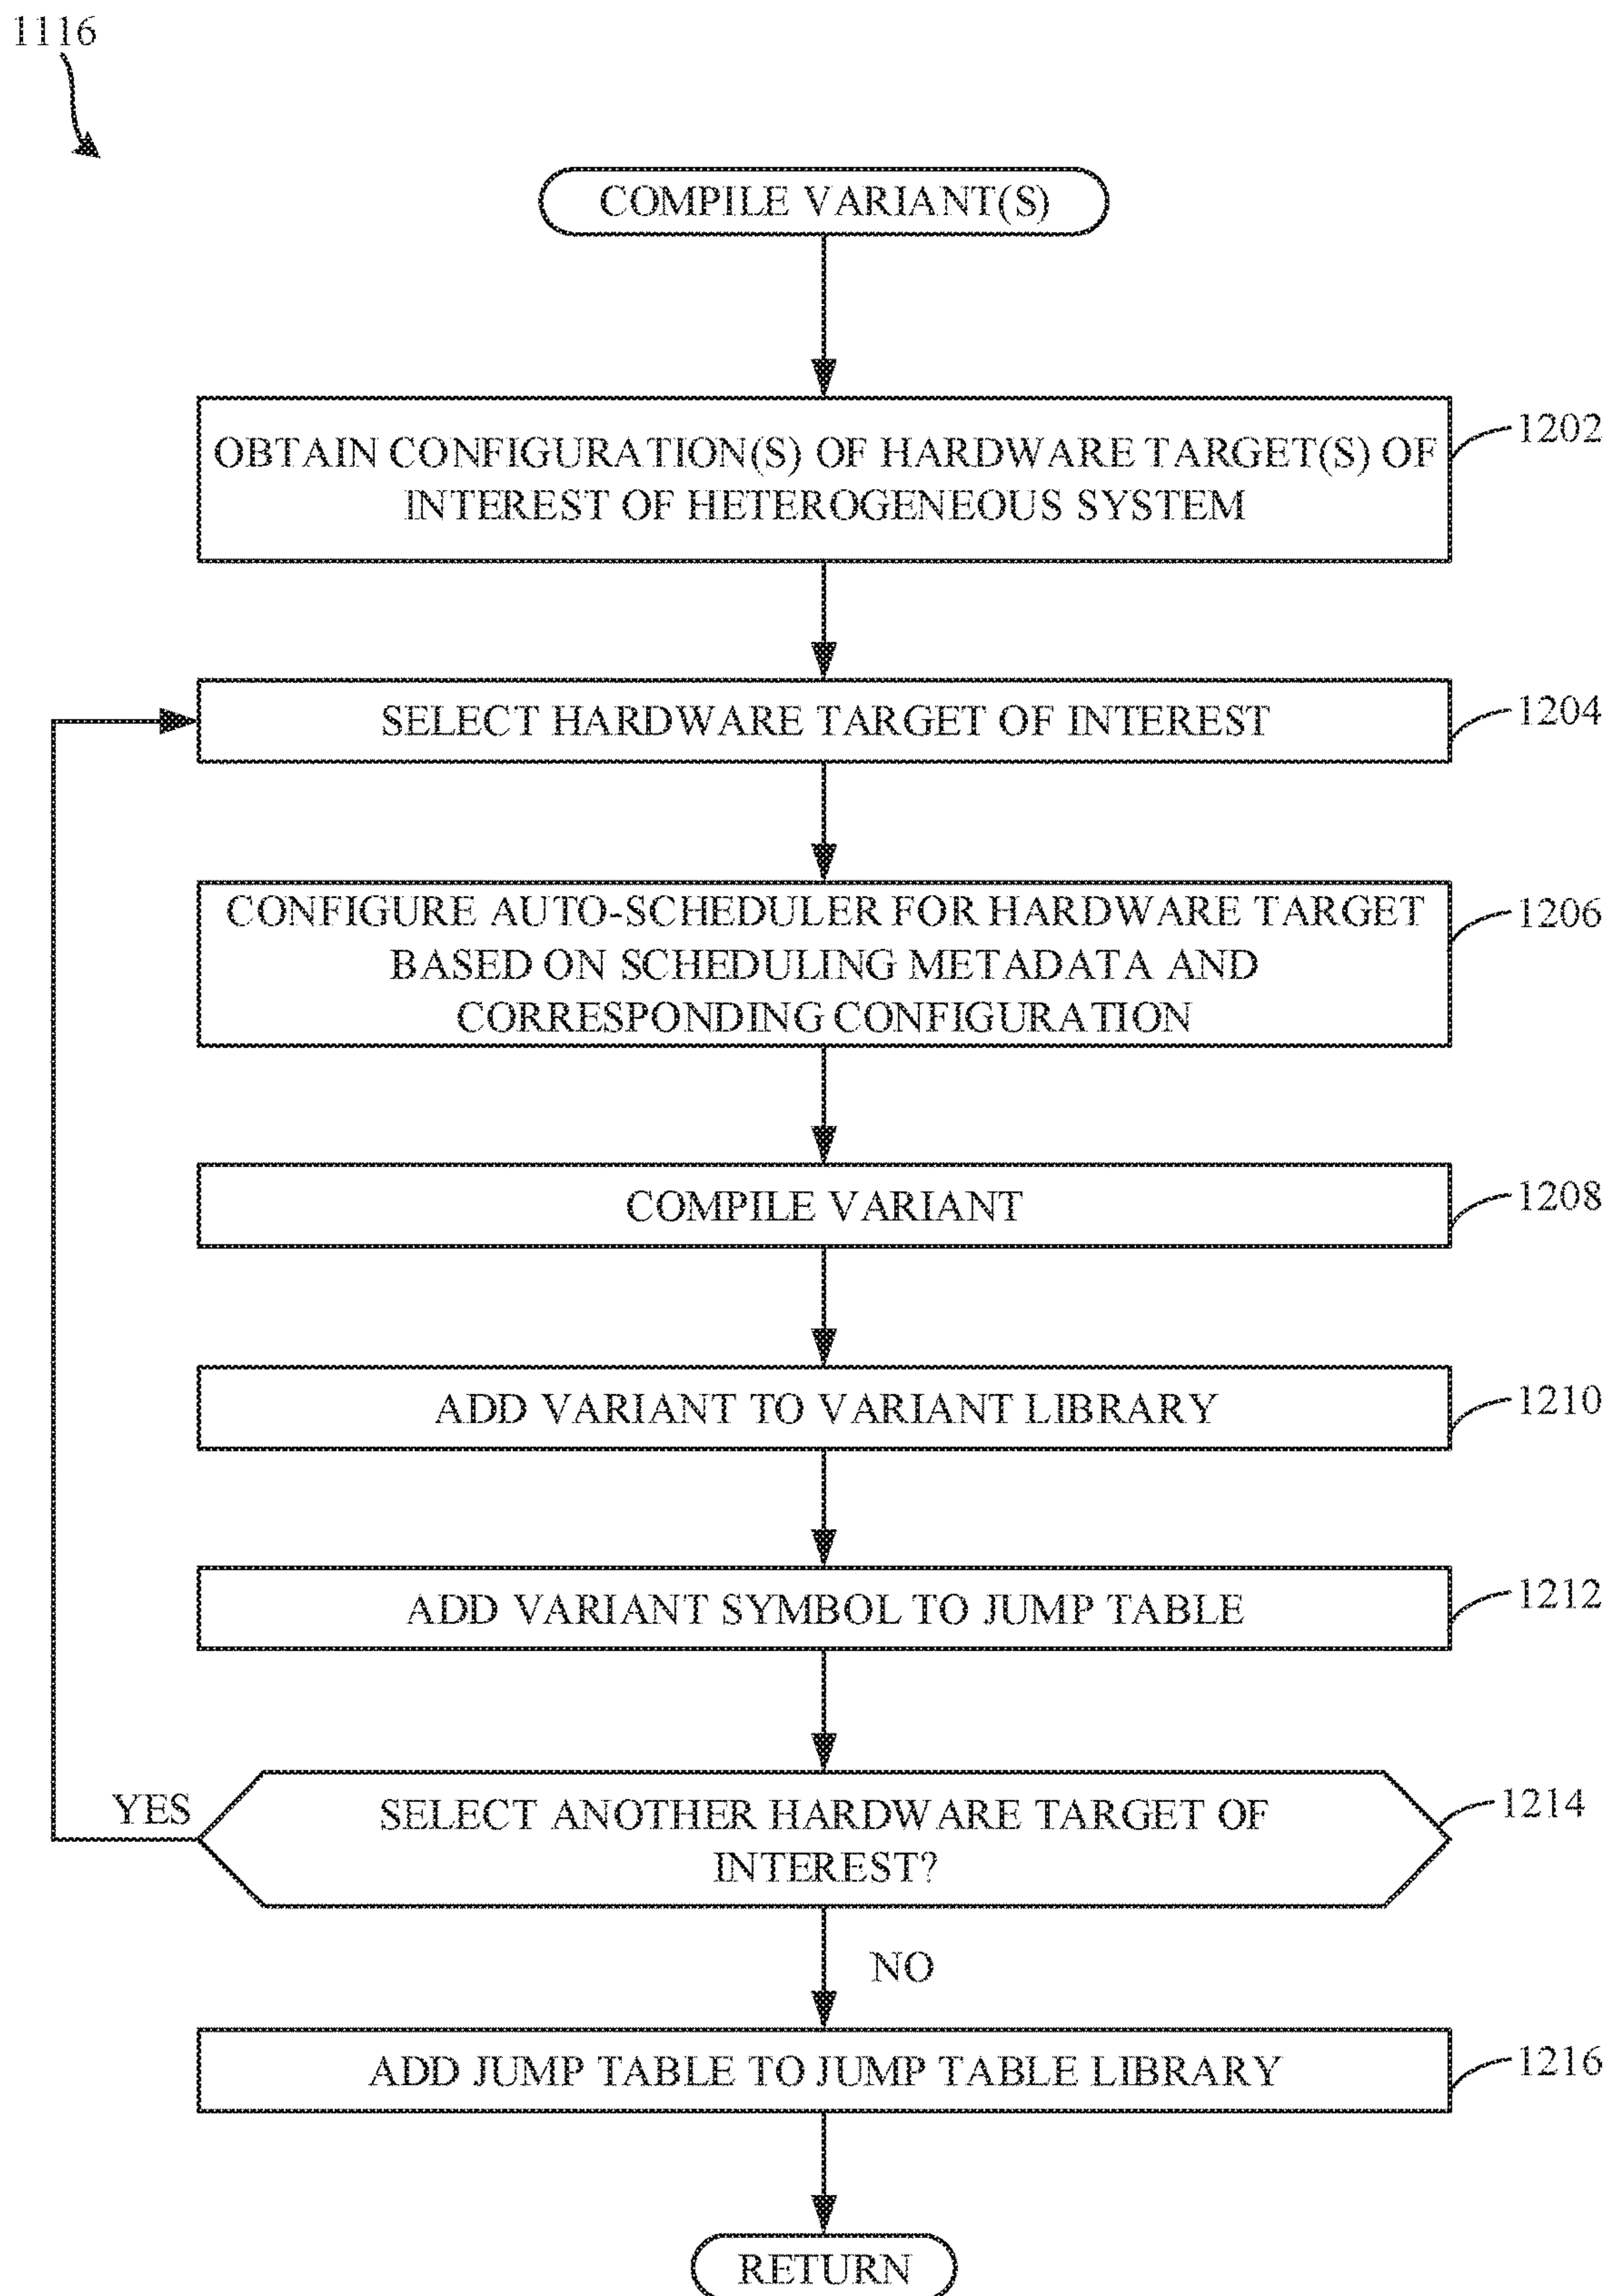 1116
COMPILE VARIANT(S)
OBTAIN CONFIGURATION(S) OF HARDWARE TARGET(S) OF
INTEREST OF HETEROGENEOUS SYSTEM
1202
SELECT HARDWARE TARGET OF INTEREST
1204
CONFIGURE AUTO-SCHEDULER FOR HARDWARE TARGET
BASED ON SCHEDULING METADATA AND
CORRESPONDING CONFIGURATION
1206
COMPILE VARIANT
1208
ADD VARIANT TO VARIANT LIBRARY
1210
ADD VARIANT SYMBOL TO JUMP TABLE
1212
YES
SELECT ANOTHER HARDWARE TARGET OF
INTEREST?
1214
NO
ADD JUMP TABLE TO JUMP TABLE LIBRARY
1216
RETURN